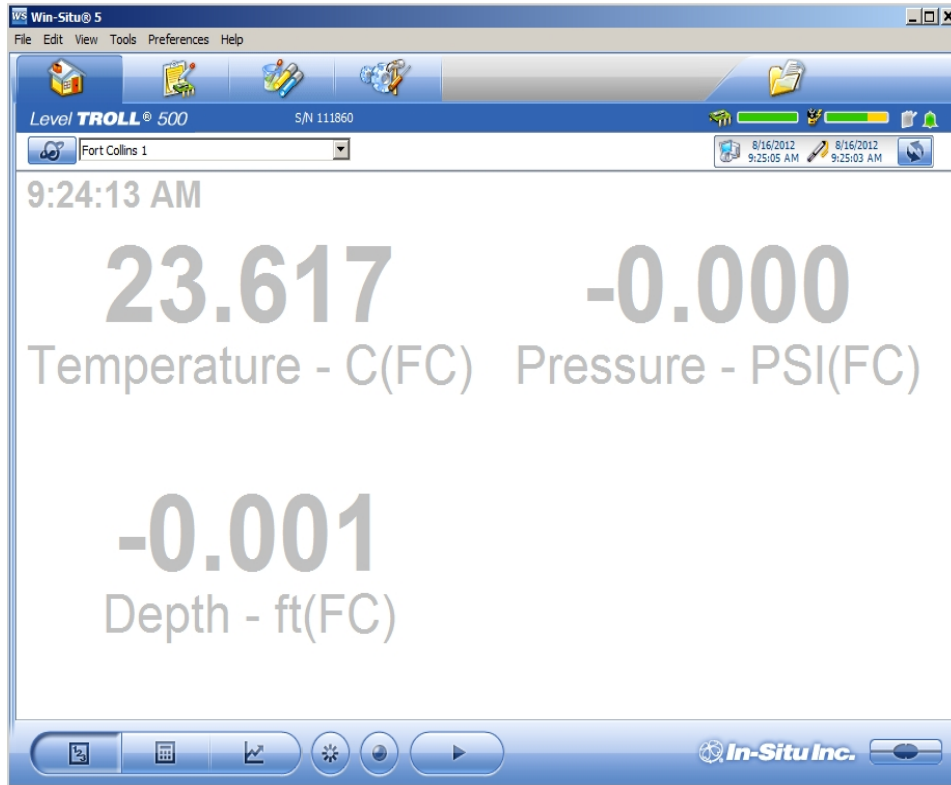 WS Win-Situ® 5
File Edit View Tools Preferences Help
Level TROLL® 500 S/N 111860
Fort Collins 1
8/16/2012 8/16/2012
9:25:05 AM 9:25:03 AM
9:24:13 AM
23.617 -0.000
Temperature - C(FC) Pressure - PSI(FC)
-0.001
Depth - ft(FC)
In-Situ Inc.